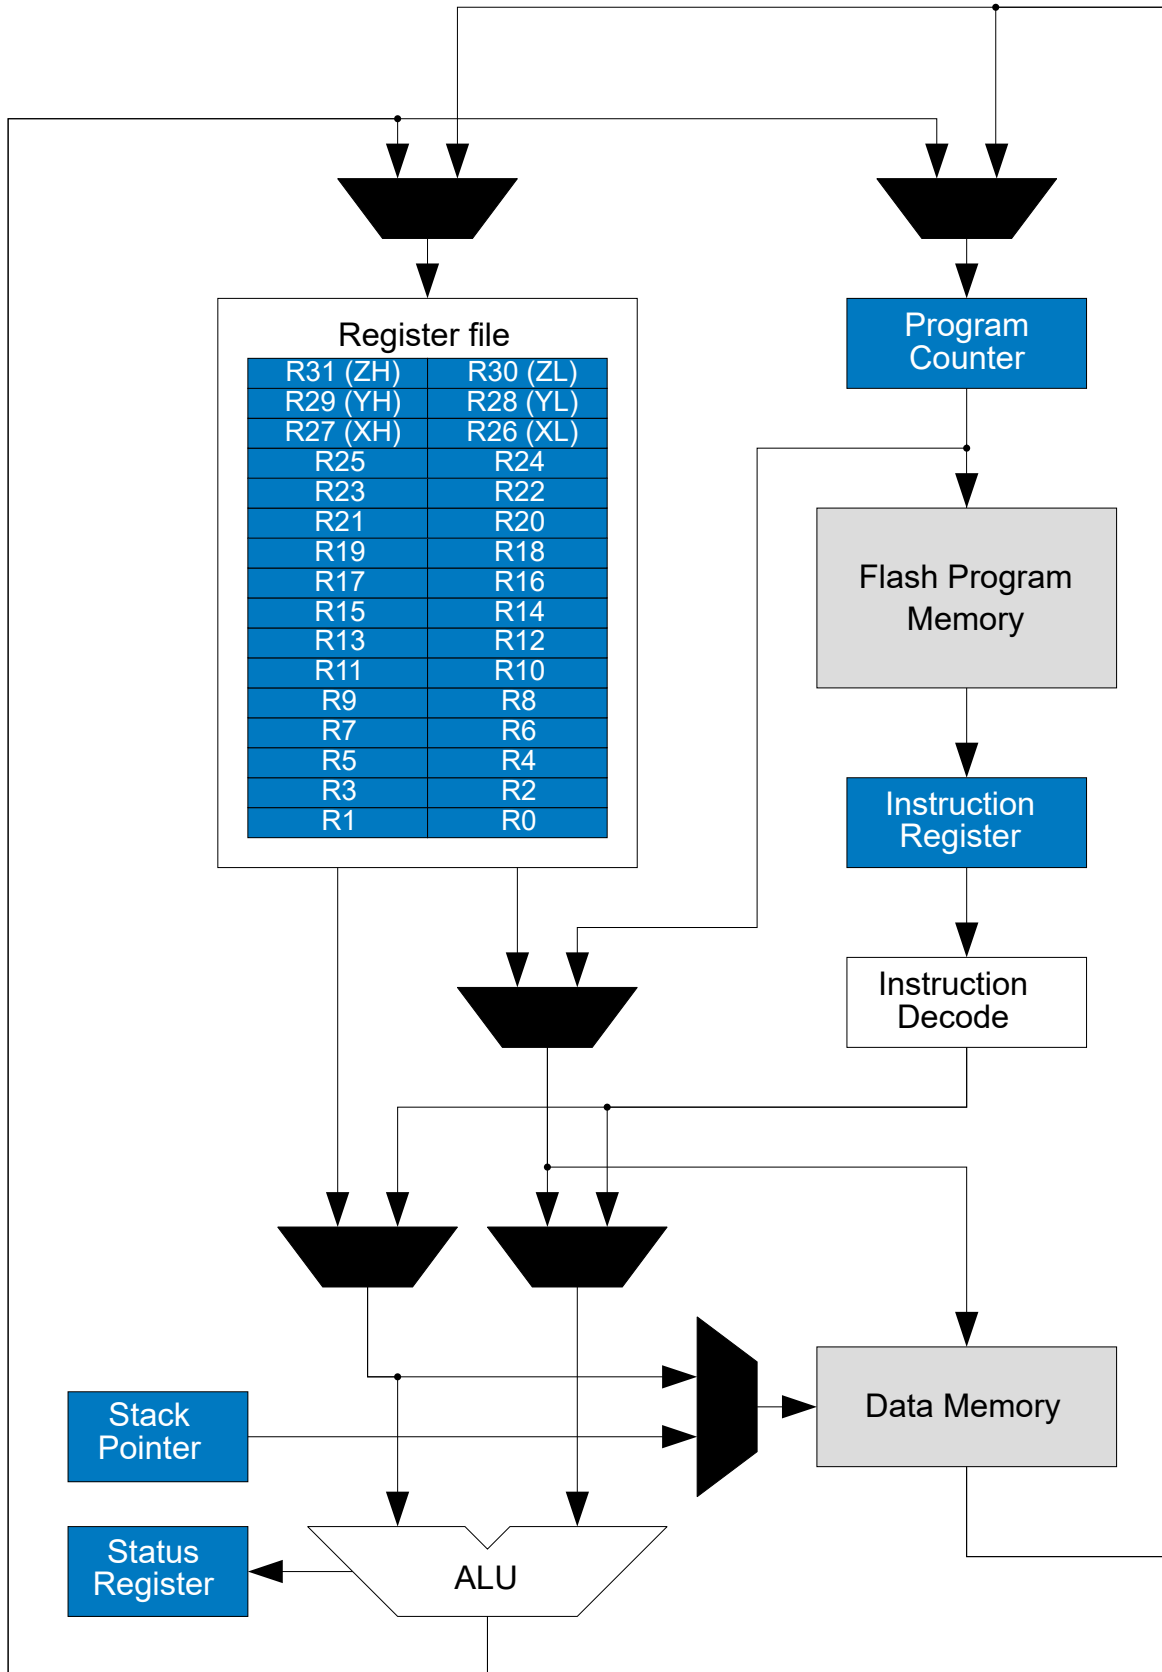 Register file
R31 (ZH) R30 (ZL)
R29 (YH) R28 (YL)
R27 (XH) R26 (XL)
R25 R24
R23 R22
R21 R20
R19 R18
R17 R16
R15 R14
R13 R12
R11 R10
R9 R8
R7 R6
R5 R4
R3 R2
R1 R0
Program
Counter
Flash Program
Memory
Instruction
Register
Instruction
Decode
Data Memory
Stack
Pointer
Status
Register
ALU